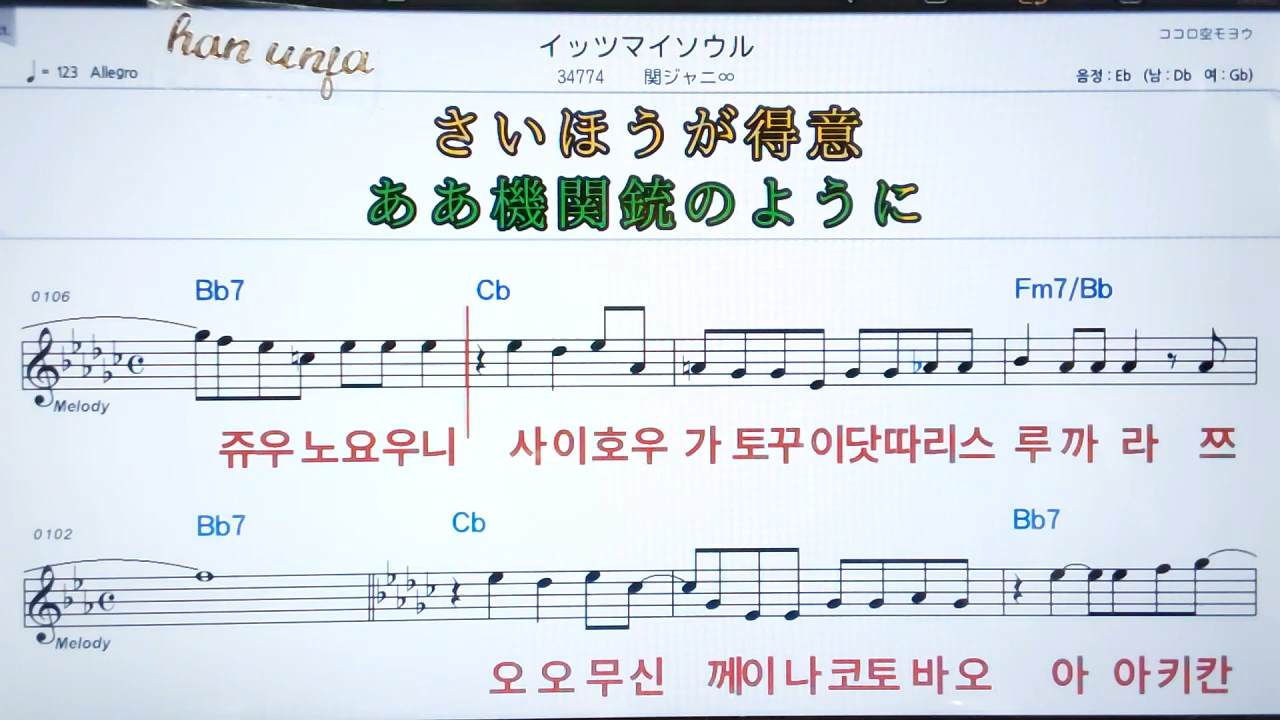 han unja
イッツマイソウル
ココロ空モヨウ
♩= 123 Allegro
34774 関ジャニ∞
음정 : Eb (남 : Db 여 : Gb)
さいほうが得意
ああ機関銃のように
0106 Bb7 Cb Fm7/Bb
Melody
쥬우노요우니 사이호우 가 토꾸이닷따리스 루까 라 쯔
0102 Bb7 Cb Bb7
Melody
오 오 무신 께이나코토 바 오 아 아키칸